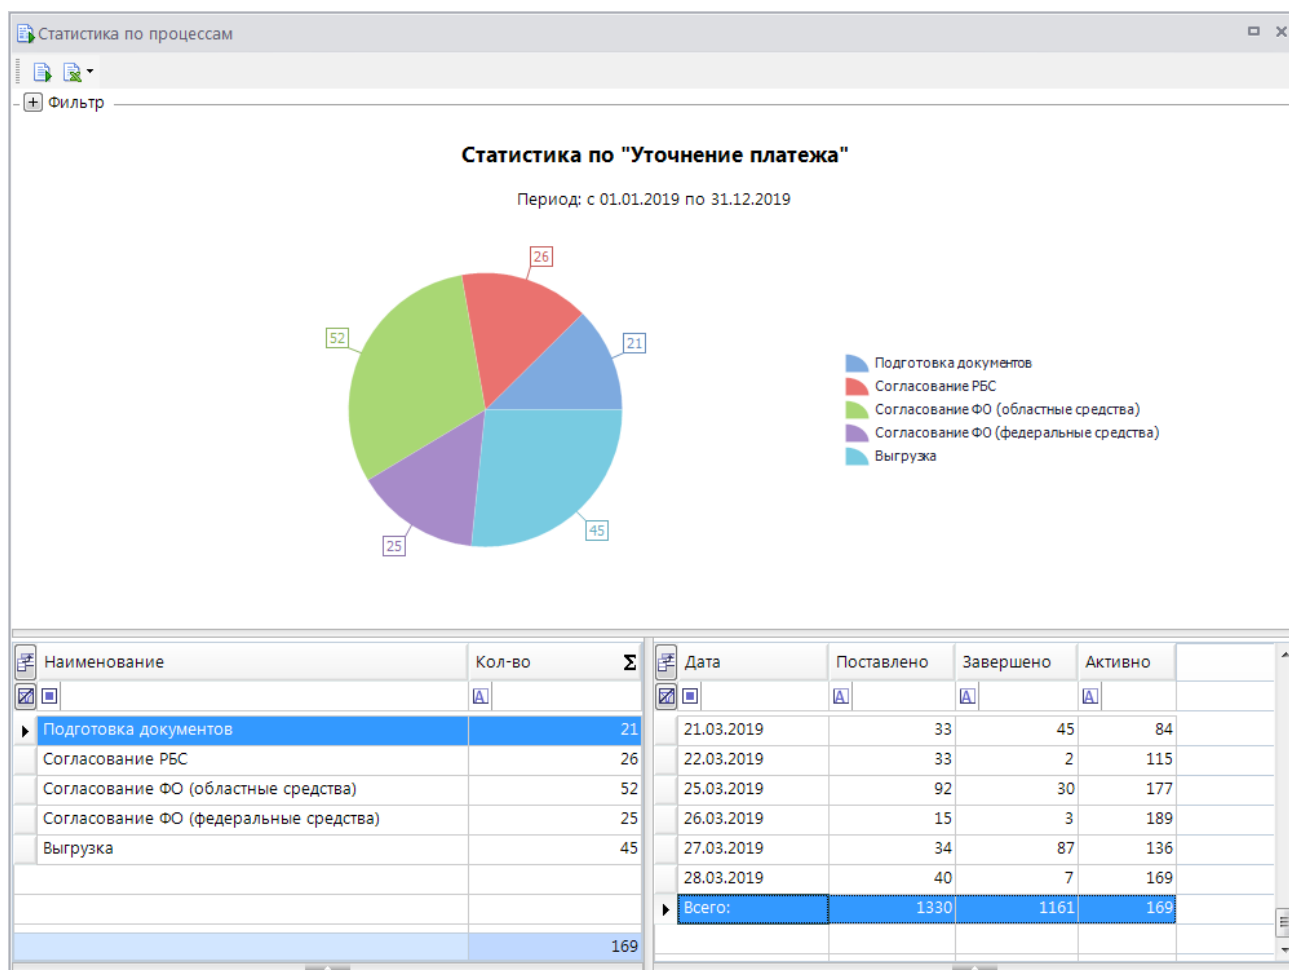 Статистика по процессам
Фильтр
Статистика по "Уточнение платежа"
Период: с 01.01.2019 по 31.12.2019
26
52
21
25
45
Подготовка документов
Согласование РБС
Согласование ФО (областные средства)
Согласование ФО (федеральные средства)
Выгрузка
Наименование Кол-во Σ
Подготовка документов 21
Согласование РБС 26
Согласование ФО (областные средства) 52
Согласование ФО (федеральные средства) 25
Выгрузка 45
169
Дата Поставлено Завершено Активно
21.03.2019 33 45 84
22.03.2019 33 2 115
25.03.2019 92 30 177
26.03.2019 15 3 189
27.03.2019 34 87 136
28.03.2019 40 7 169
Всего: 1330 1161 169